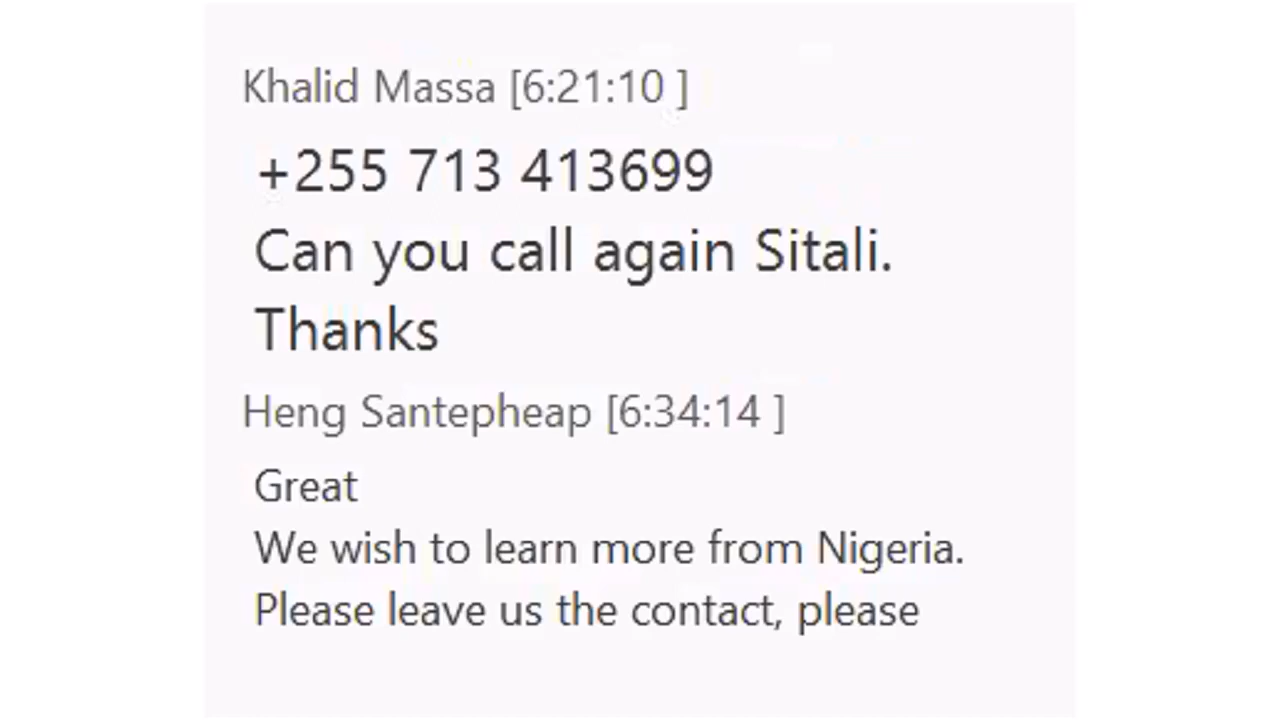 Khalid Massa [6:21:10 ]
+255 713 413699
Can you call again Sitali.
Thanks
Heng Santepheap [6:34:14 ]
Great
We wish to learn more from Nigeria.
Please leave us the contact, please